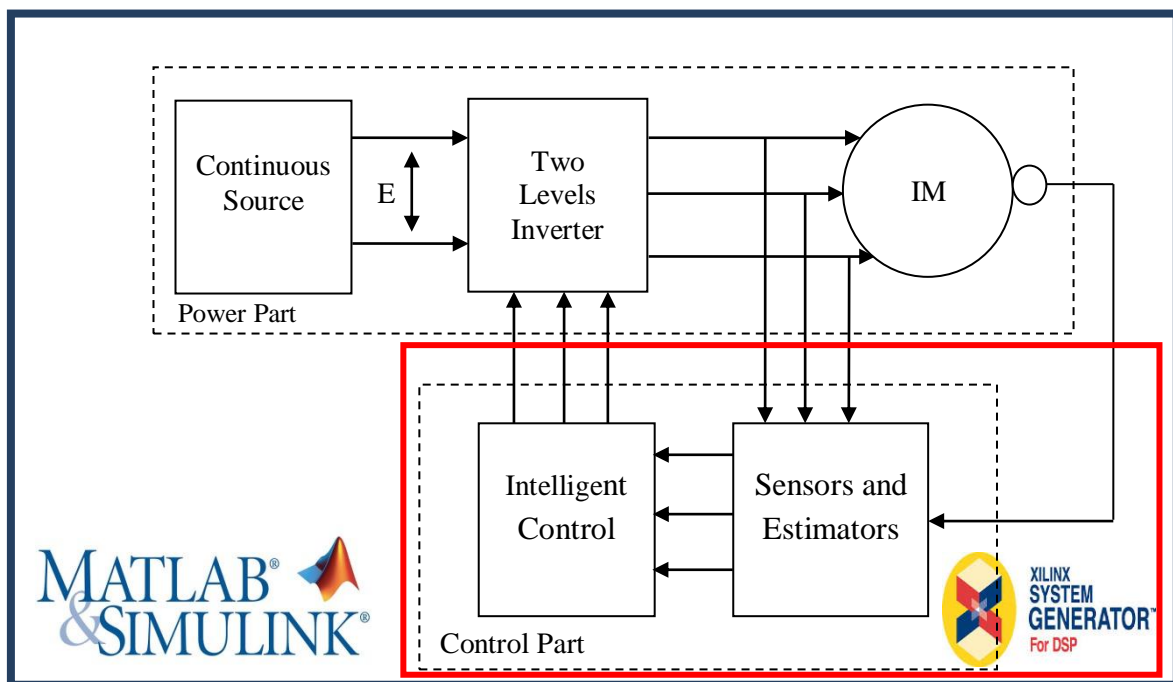 Continuous
Source
E
Two
Levels
Inverter
IM
Power Part
Intelligent
Control
Sensors and
Estimators
Control Part
MATLAB®
&SIMULINK®
XILINX
SYSTEM
GENERATOR™
For DSP